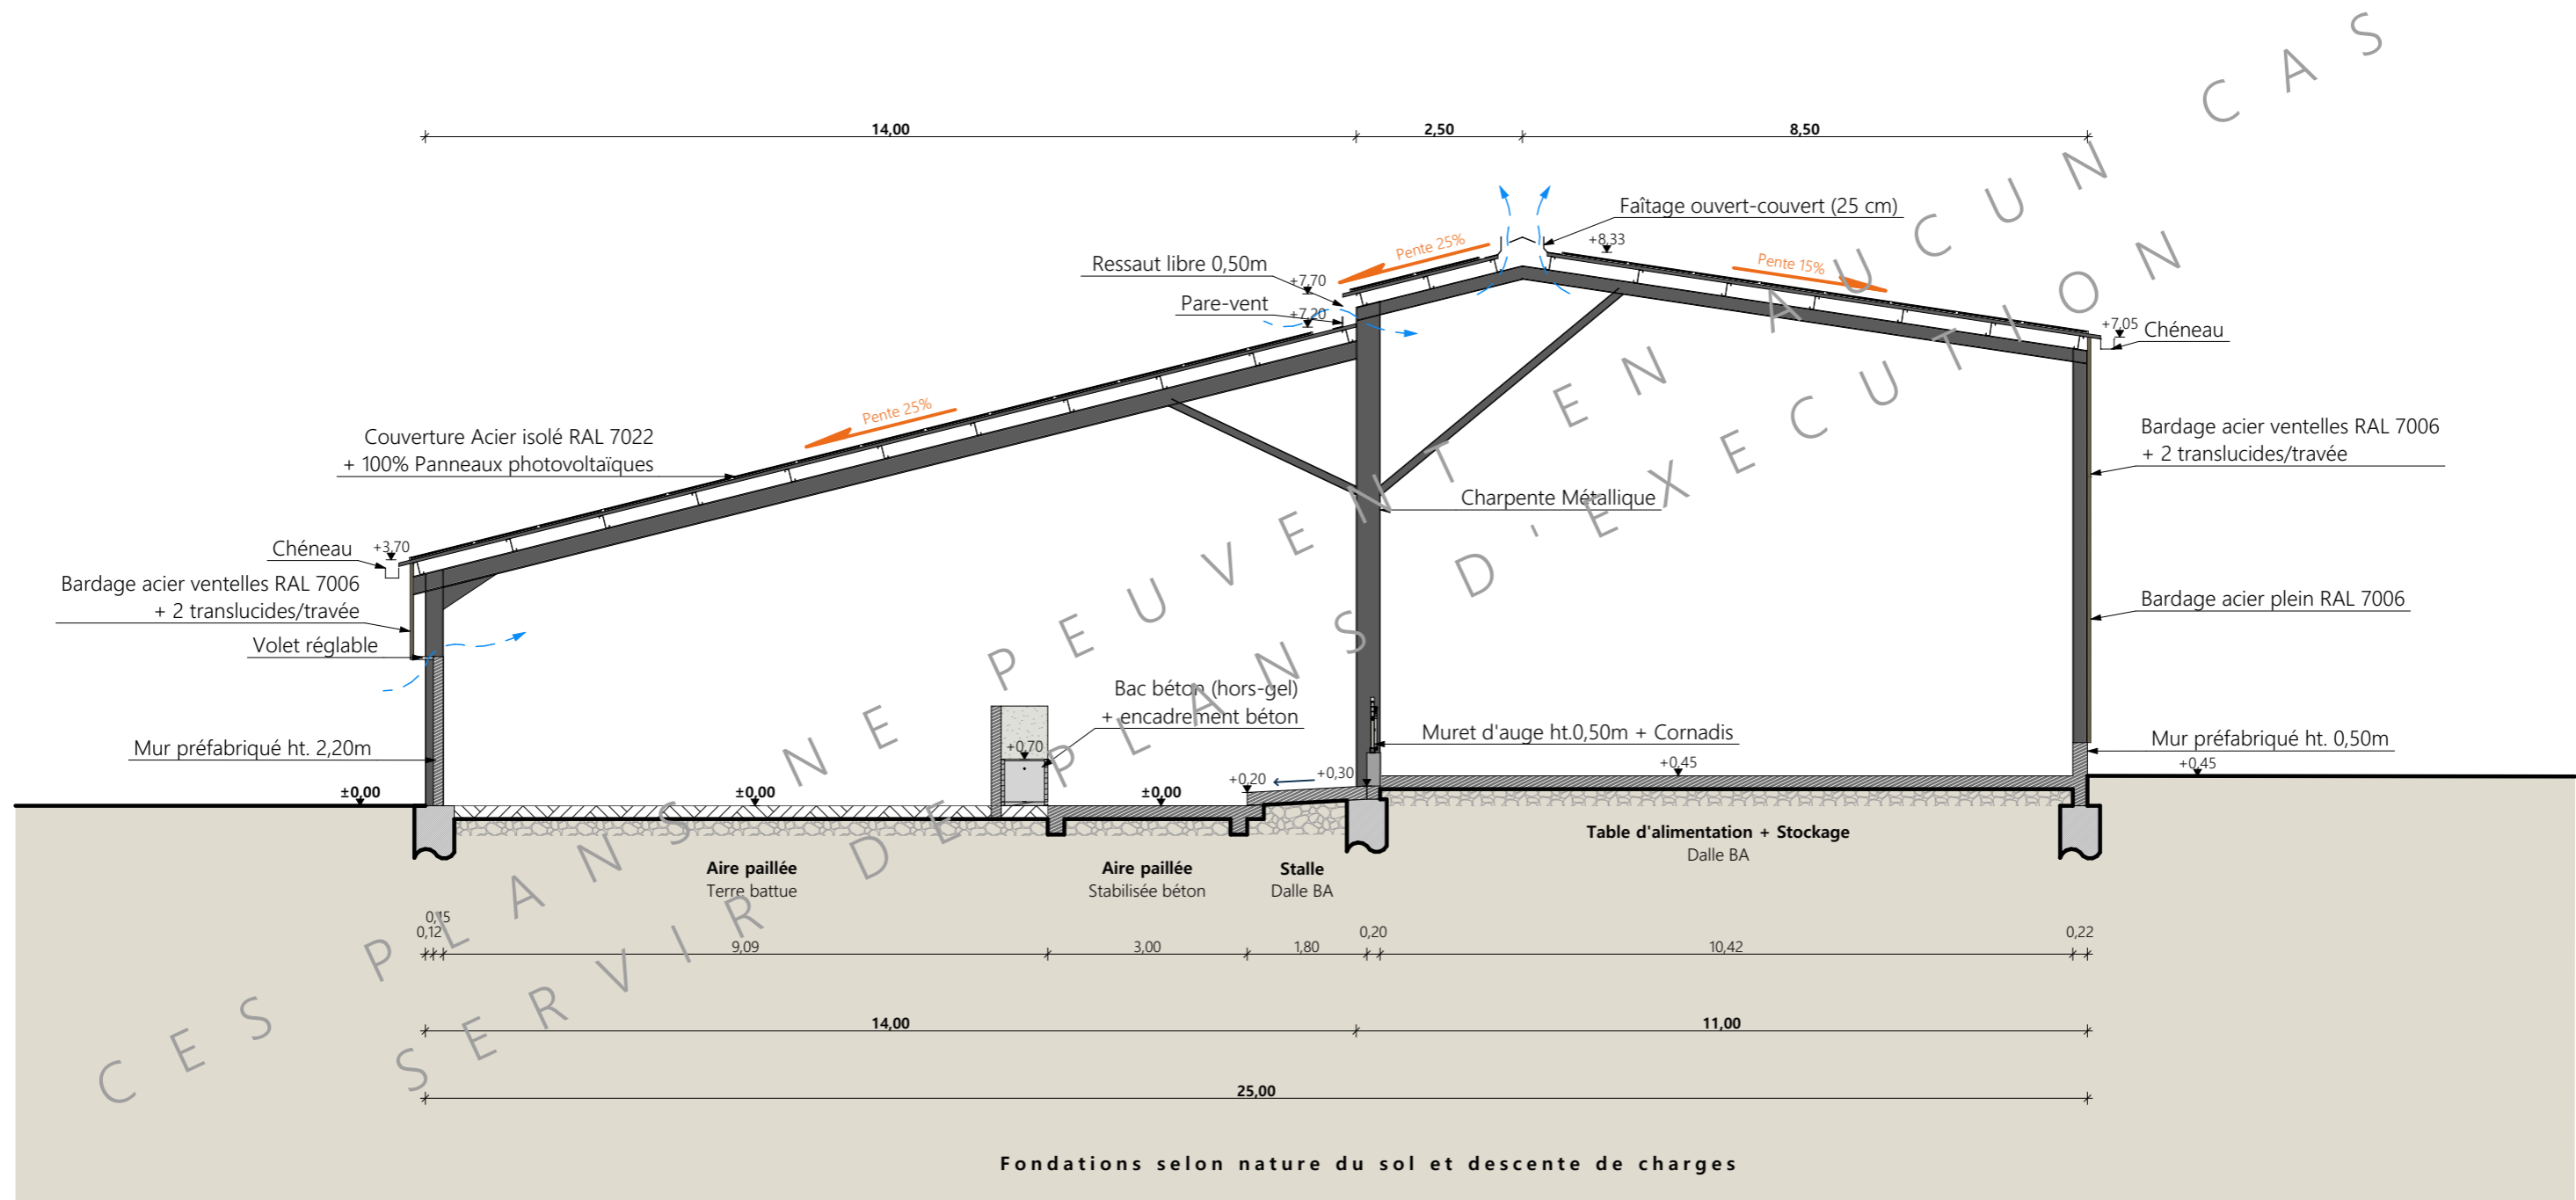 14,00
2,50
8,50
Faîtage ouvert-couvert (25 cm)
Pente 25%
+8,33
Ressaut libre 0,50m
Pente 15%
+7,70
Pare-vent
+7,20
+7,05
Chéneau
Pente 25%
Couverture Acier isolé RAL 7022
+ 100% Panneaux photovoltaïques
Bardage acier ventelles RAL 7006
+ 2 translucides/travée
Charpente Métallique
Chéneau
+3,70
Bardage acier ventelles RAL 7006
+ 2 translucides/travée
Bardage acier plein RAL 7006
Volet réglable
Bac béton (hors-gel)
+ encadrement béton
Mur préfabriqué ht. 2,20m
+0,70
Muret d'auge ht.0,50m + Cornadis
Mur préfabriqué ht. 0,50m
+0,45
+0,45
+0,20
+0,30
±0,00
±0,00
±0,00
Table d'alimentation + Stockage
Dalle BA
Aire paillée
Terre battue
Aire paillée
Stabilisée béton
Stalle
Dalle BA
0,15
0,12
9,09
3,00
1,80
0,20
10,42
0,22
14,00
11,00
25,00
Fondations selon nature du sol et descente de charges
CES PLANS NE PEUVENT EN AUCUN CAS
SERVIR DE PLANS D'EXECUTION